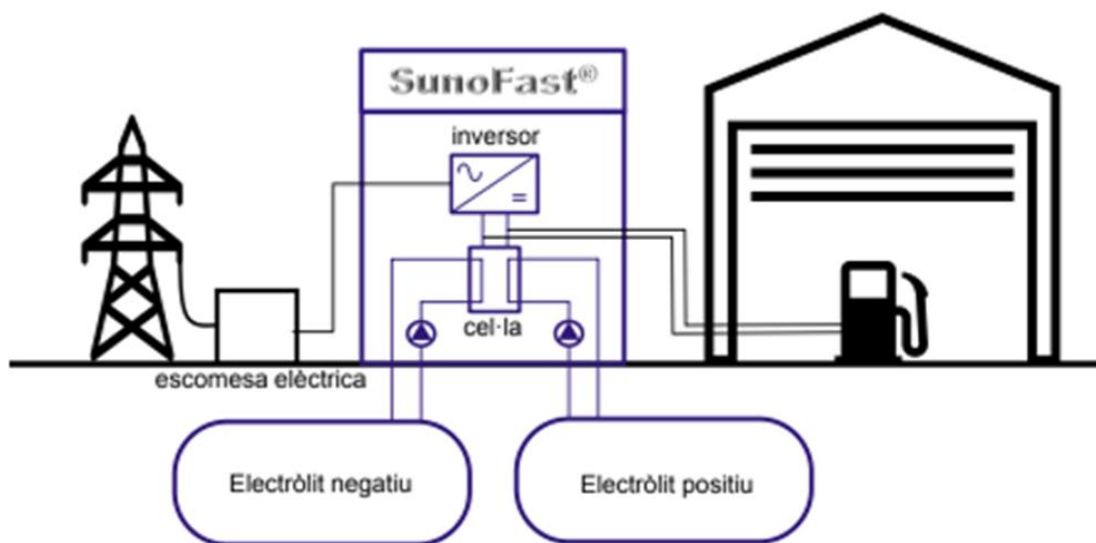 SunoFast®
inversor
cel·la
escomesa elèctrica
Electròlit negatiu
Electròlit positiu